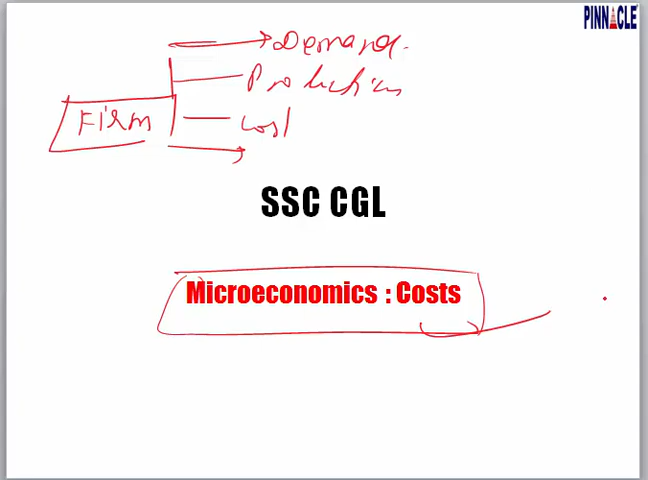 PINNACLE
Demand.
Production
Firm
Cost
SSC CGL
Microeconomics : Costs